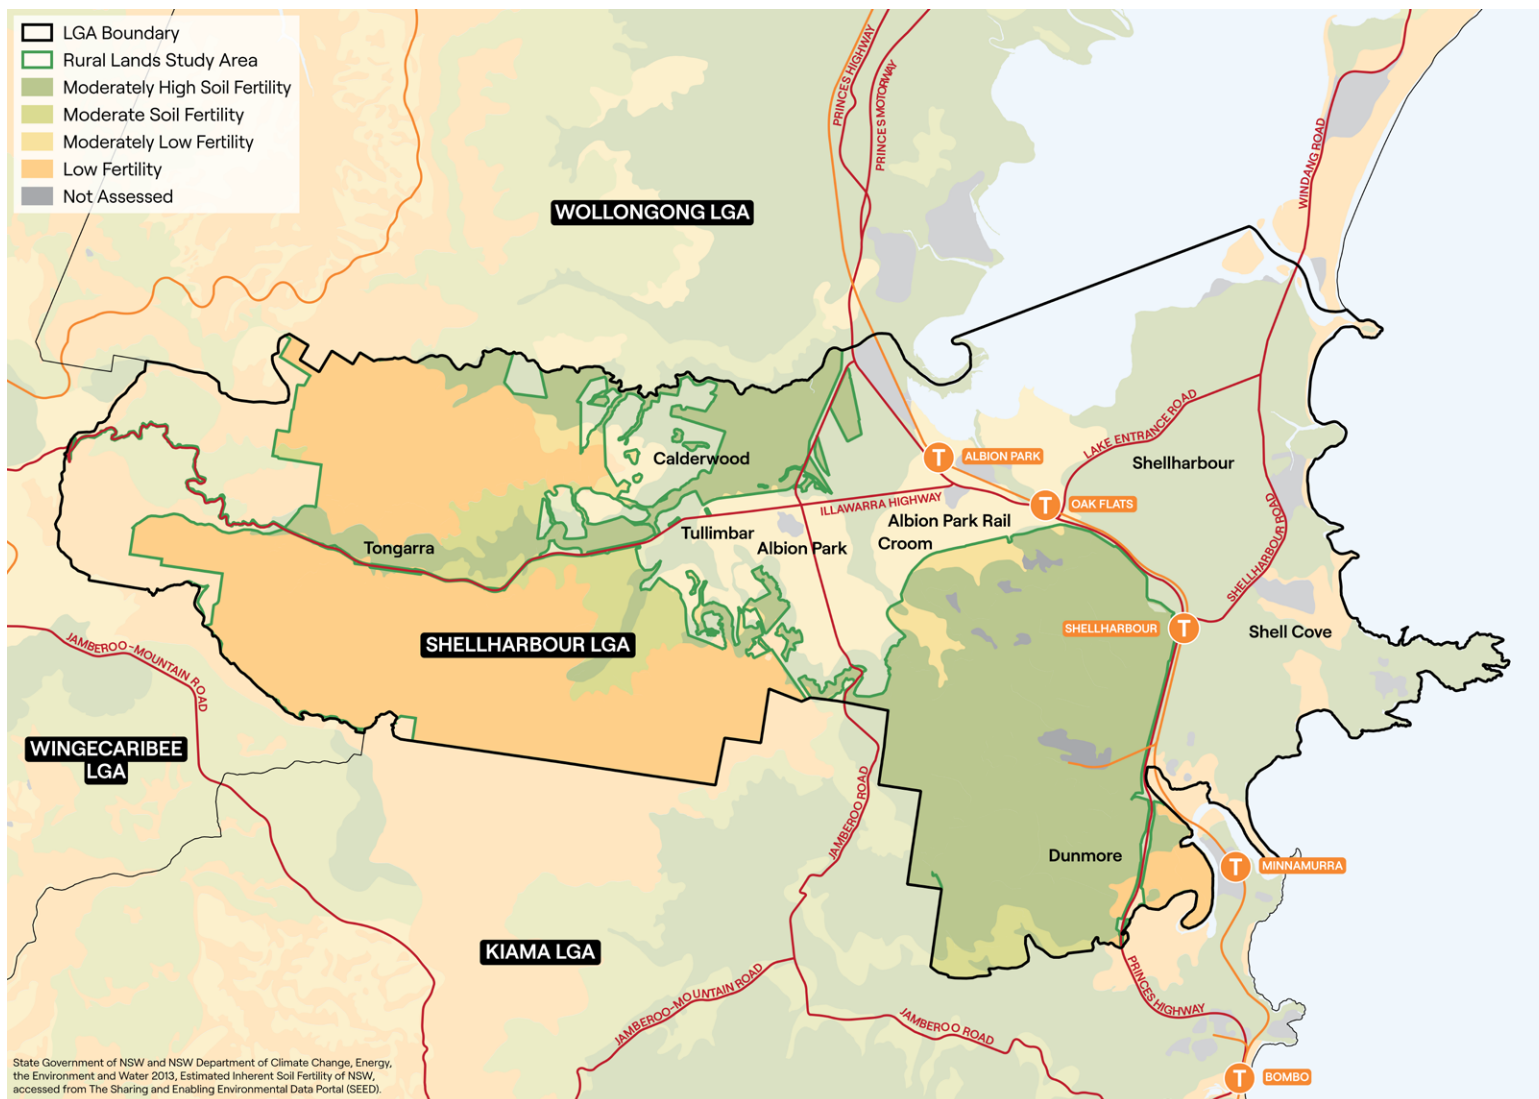 LGA Boundary
Rural Lands Study Area
Moderately High Soil Fertility
Moderate Soil Fertility
Moderately Low Fertility
Low Fertility
Not Assessed
PRINCES HIGHWAY
PRINCES MOTORWAY
WINDANG ROAD
WOLLONGONG LGA
LAKE ENTRANCE ROAD
Calderwood
T
ALBION PARK
Shellharbour
ILLAWARRA HIGHWAY
T
OAK FLATS
Albion Park Rail
Tullimbar
Albion Park
Croom
Tongarra
SHELLHARBOUR ROAD
SHELLHARBOUR
T
Shell Cove
SHELLHARBOUR LGA
JAMBEROO-MOUNTAIN ROAD
WINGECARIBEE
LGA
JAMBEROO ROAD
Dunmore
T
MINNAMURRA
KIAMA LGA
JAMBEROO-MOUNTAIN ROAD
PRINCES HIGHWAY
JAMBEROO ROAD
T
BOMBO
State Government of NSW and NSW Department of Climate Change, Energy,
the Environment and Water 2013, Estimated Inherent Soil Fertility of NSW,
accessed from The Sharing and Enabling Environmental Data Portal (SEED).